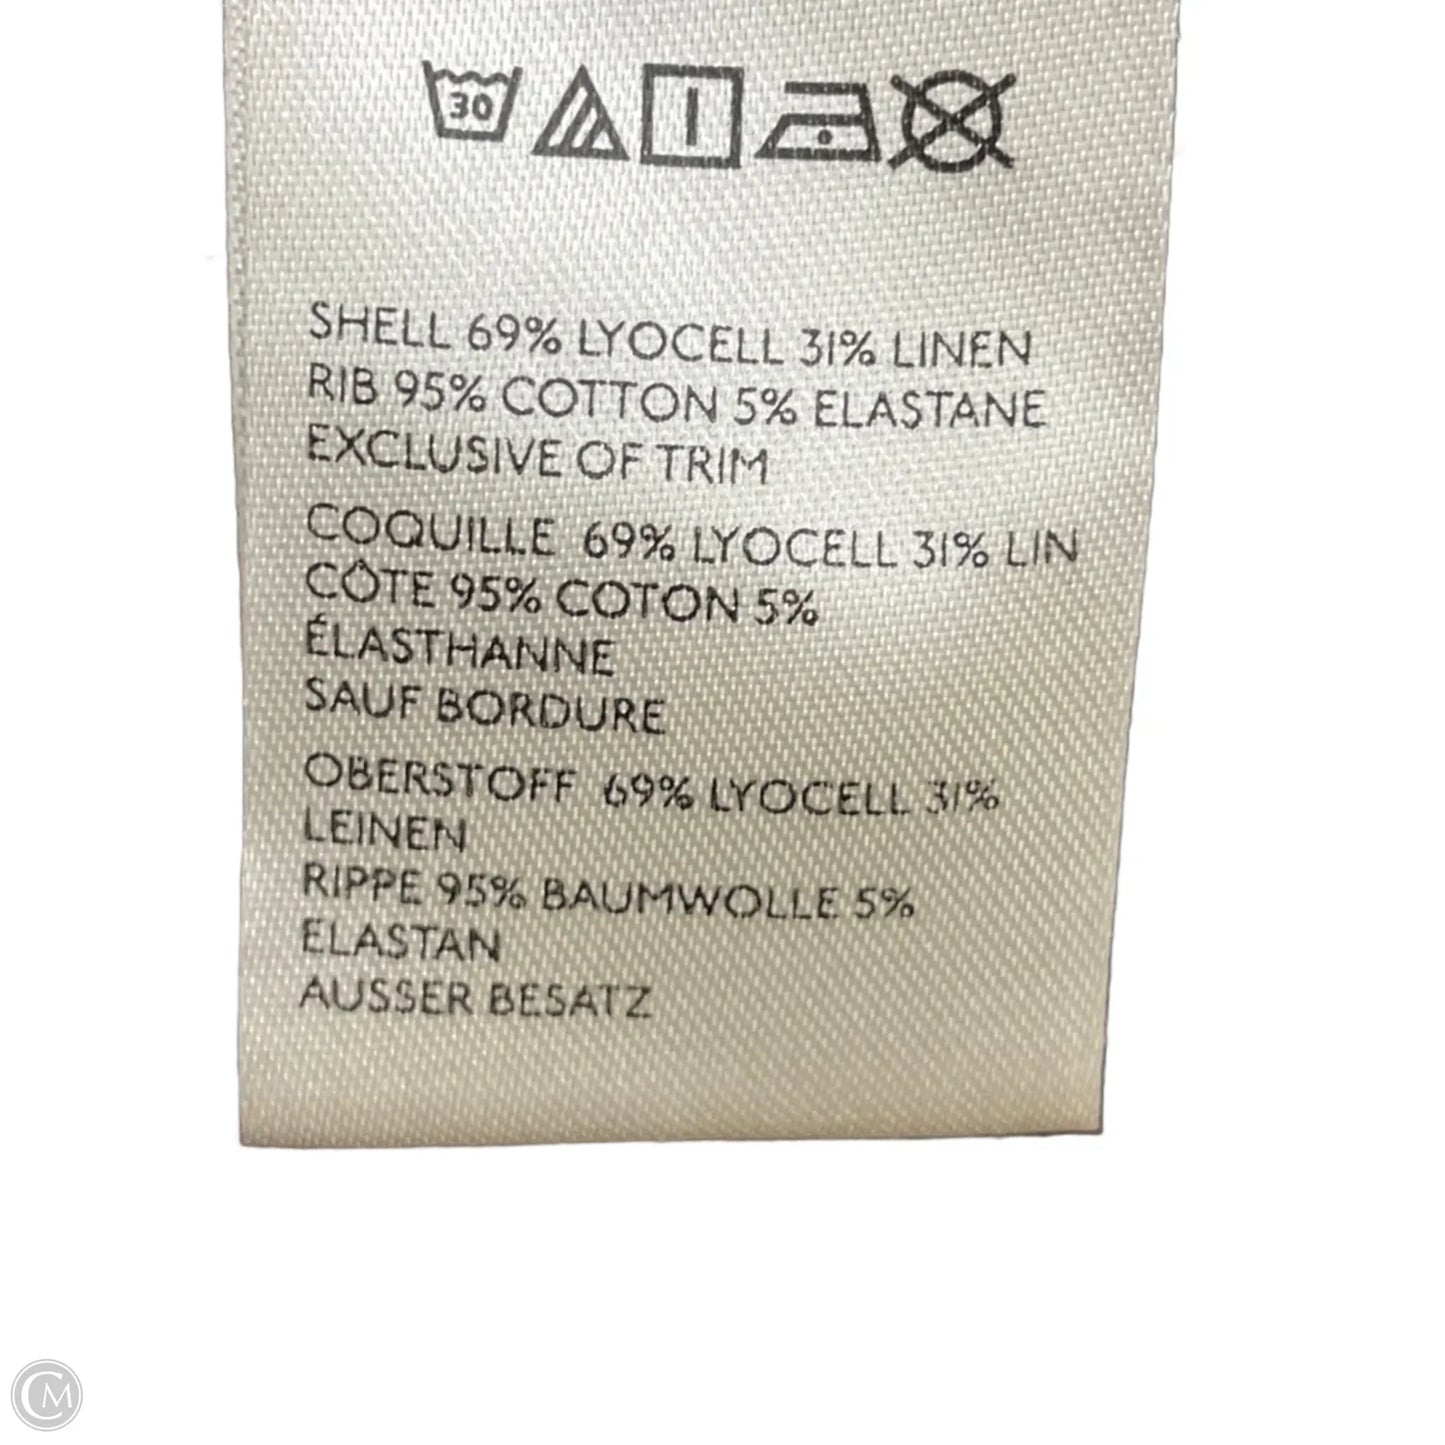 30
SHELL 69% LYOCELL 31% LINEN
RIB 95% COTTON 5% ELASTANE
EXCLUSIVE OF TRIM
COQUILLE 69% LYOCELL 31% LIN
CÔTE 95% COTON 5%
ÉLASTHANNE
SAUF BORDURE
OBERSTOFF 69% LYOCELL 31%
LEINEN
RIPPE 95% BAUMWOLLE 5%
ELASTAN
AUSSER BESATZ
CM